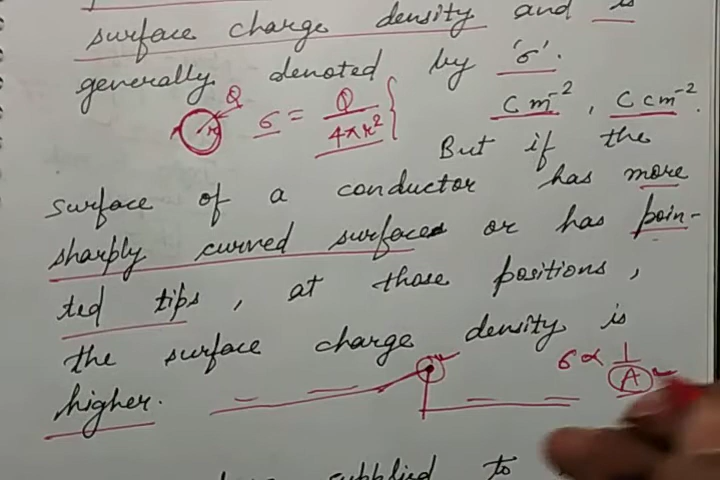 surface charge density and is
generally denoted by 'σ'.
Q r σ = Q / 4πr² } C m⁻², C cm⁻².
But if the
surface of a conductor has more
sharply curved surface or has poin-
ted tips, at those positions,
the surface charge density is
higher. σ ∝ 1/A
supplied to